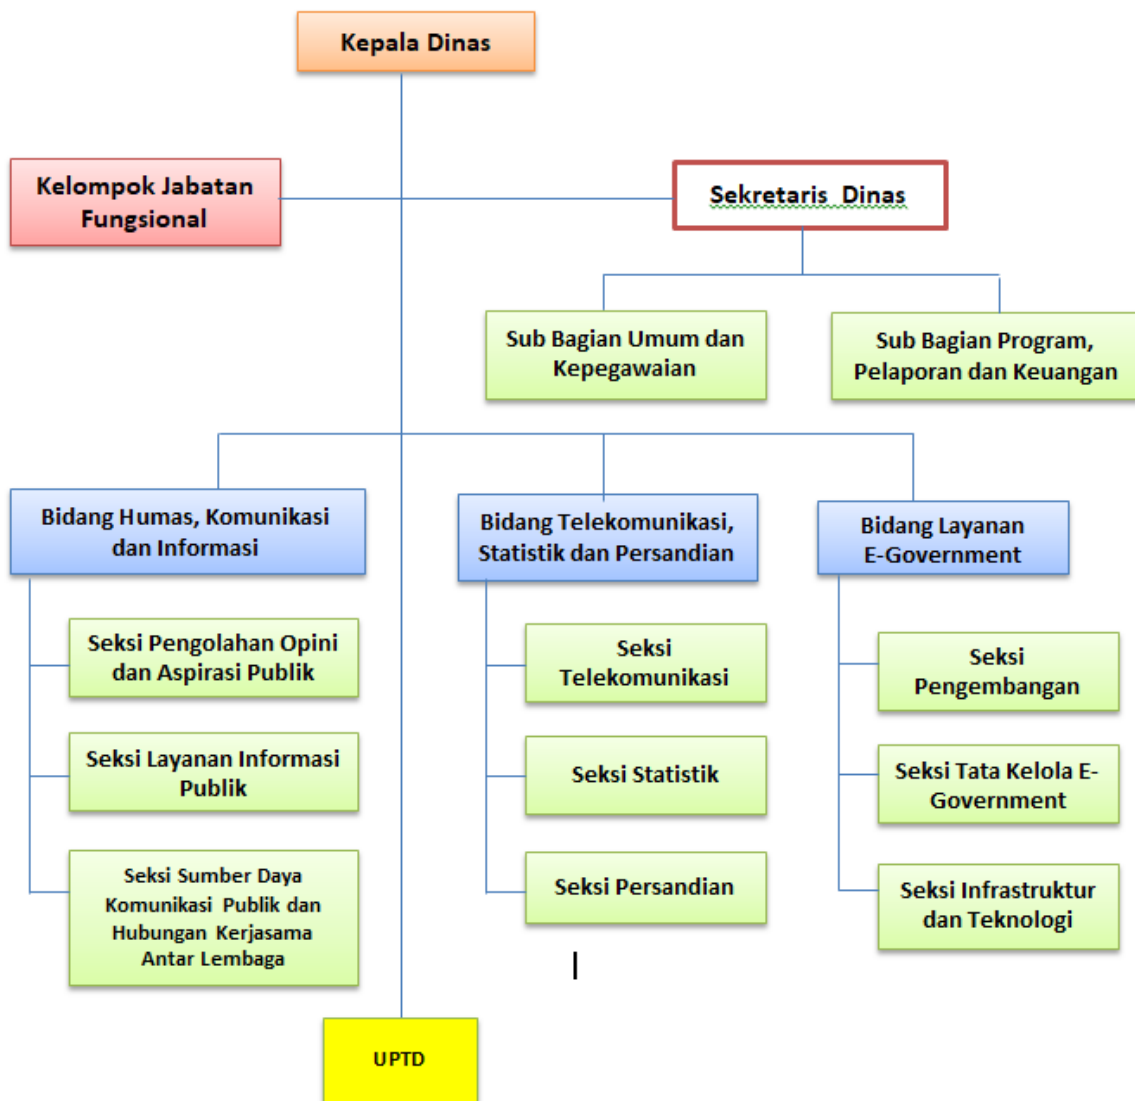 Kepala Dinas
Kelompok Jabatan
Fungsional
Sekretaris Dinas
Sub Bagian Umum dan
Kepegawaian
Sub Bagian Program,
Pelaporan dan Keuangan
Bidang Humas, Komunikasi
dan Informasi
Seksi Pengolahan Opini
dan Aspirasi Publik
Seksi Layanan Informasi
Publik
Seksi Sumber Daya
Komunikasi Publik dan
Hubungan Kerjasama
Antar Lembaga
Bidang Telekomunikasi,
Statistik dan Persandian
Seksi
Telekomunikasi
Seksi Statistik
Seksi Persandian
Bidang Layanan
E-Government
Seksi
Pengembangan
Seksi Tata Kelola E-
Government
Seksi Infrastruktur
dan Teknologi
UPTD